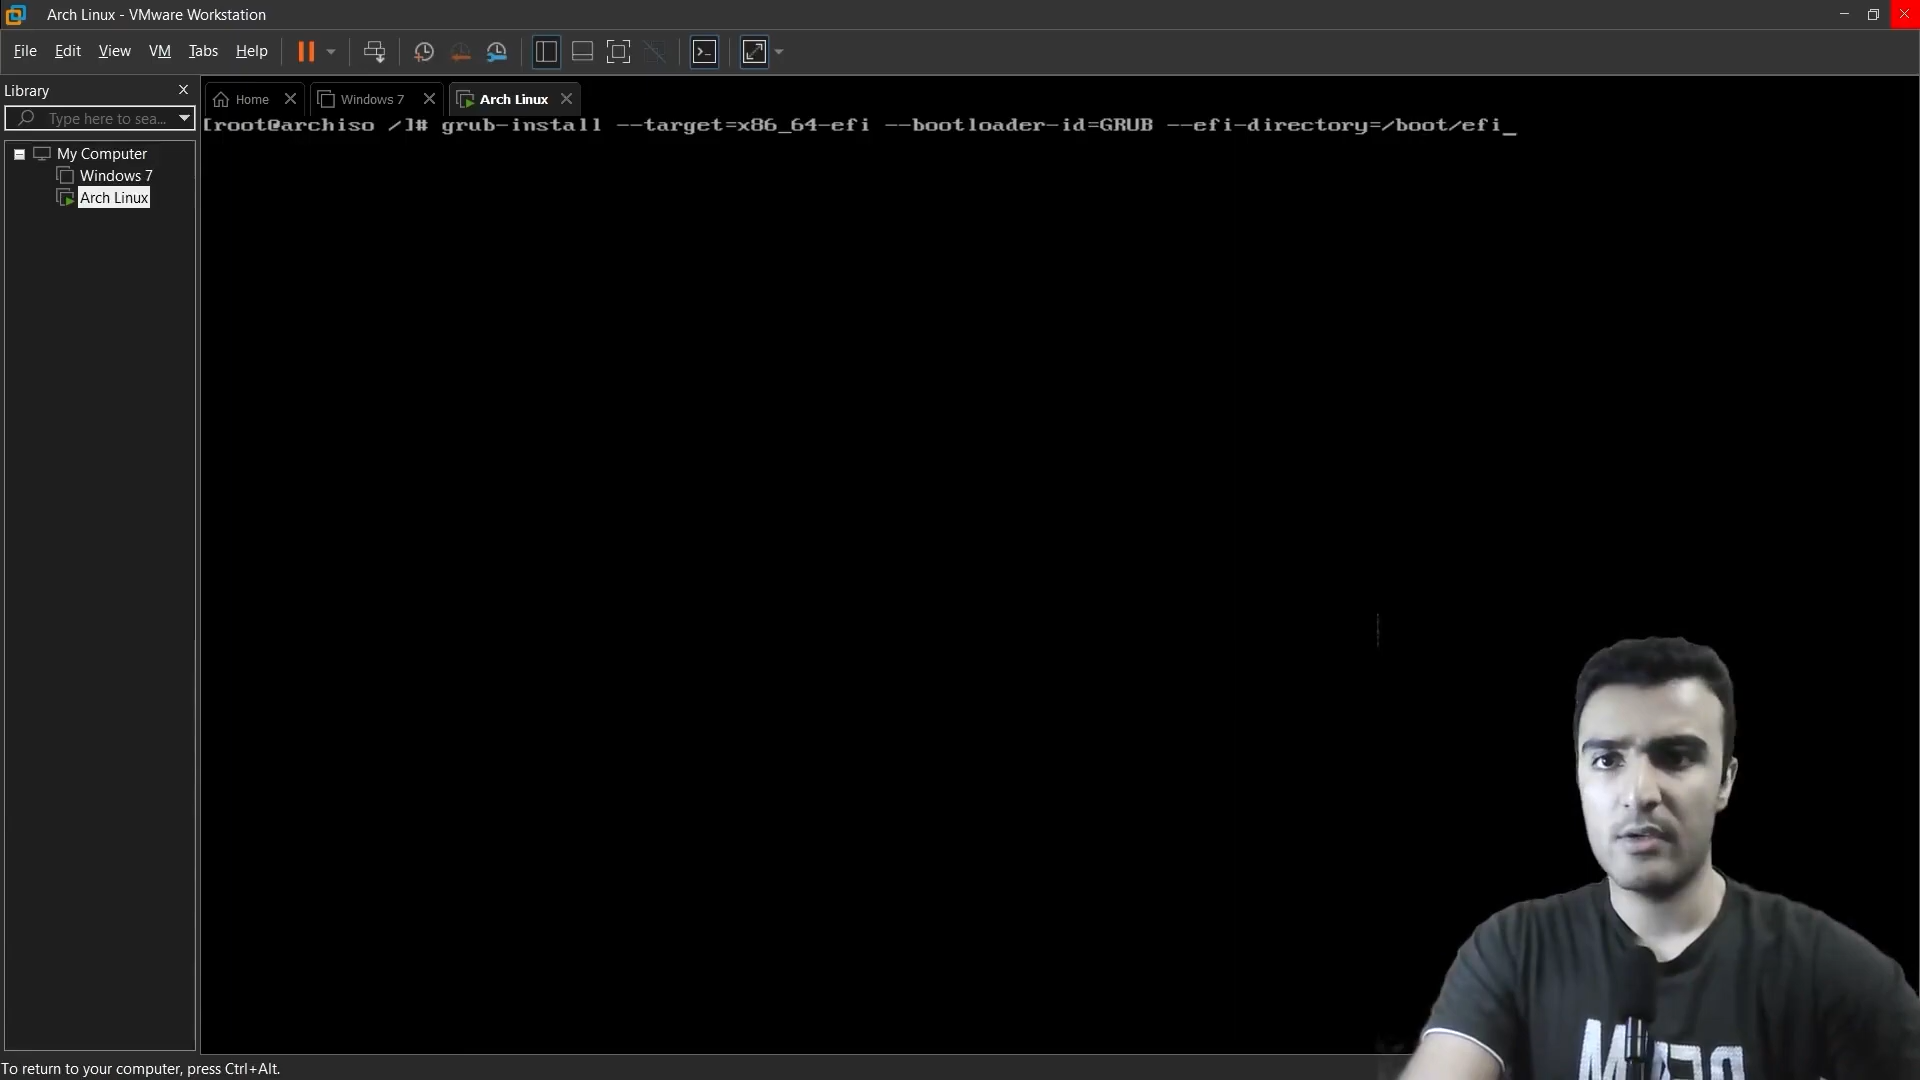 Arch Linux - VMware Workstation
File Edit View VM Tabs Help
Library
Type here to sea...
My Computer
Windows 7
Arch Linux
Home
Windows 7
Arch Linux
[root@archiso /]# grub-install --target=x86_64-efi --bootloader-id=GRUB --efi-directory=/boot/efi_
To return to your computer, press Ctrl+Alt.